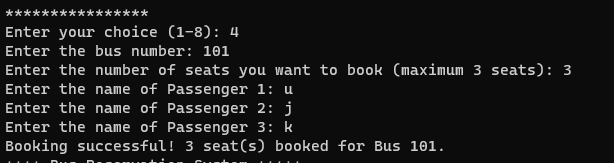 ****************
Enter your choice (1-8): 4
Enter the bus number: 101
Enter the number of seats you want to book (maximum 3 seats): 3
Enter the name of Passenger 1: u
Enter the name of Passenger 2: j
Enter the name of Passenger 3: k
Booking successful! 3 seat(s) booked for Bus 101.
**** Bus Reservation System *****